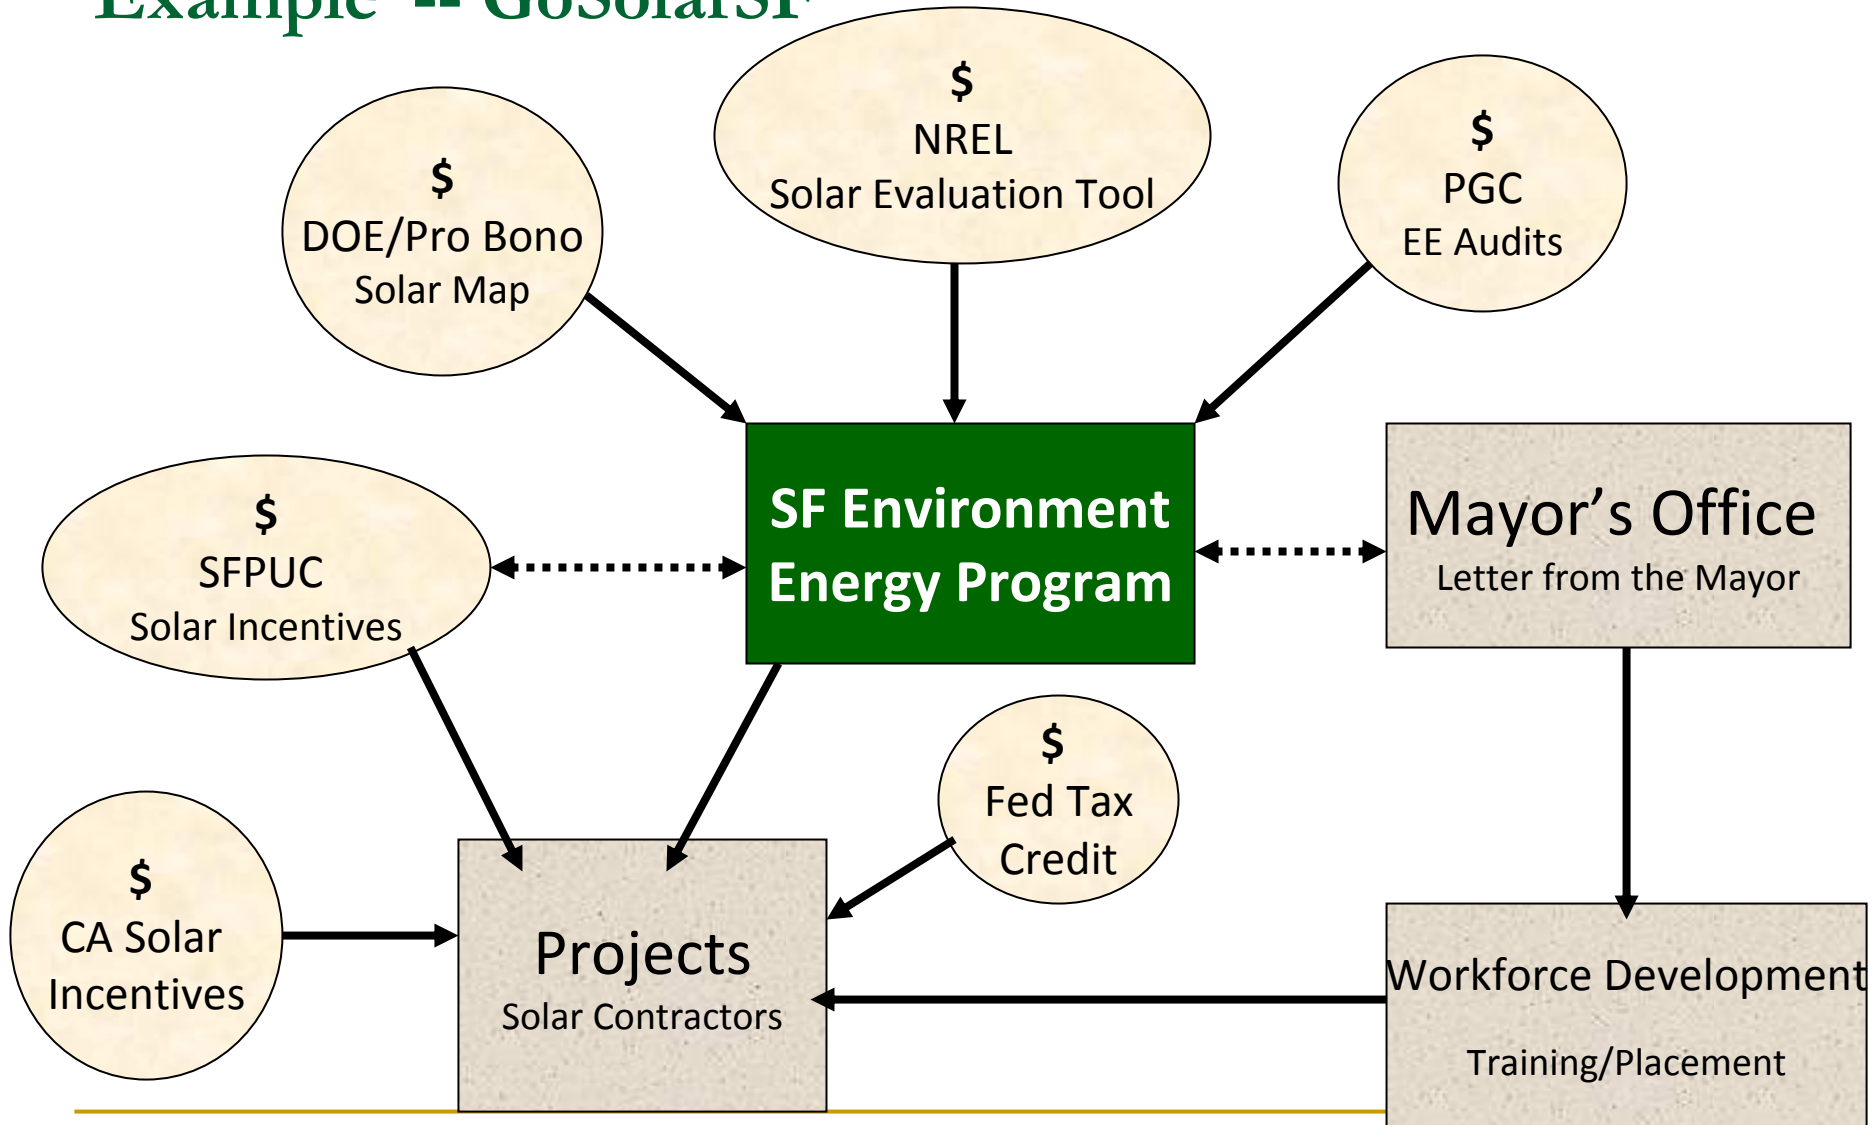 Example -- GoSolarSF
$
NREL
Solar Evaluation Tool
$
DOE/Pro Bono
Solar Map
$
PGC
EE Audits
$
SFPUC
Solar Incentives
SF Environment
Energy Program
Mayor’s Office
Letter from the Mayor
$
Fed Tax
Credit
$
CA Solar
Incentives
Projects
Solar Contractors
Workforce Development
Training/Placement